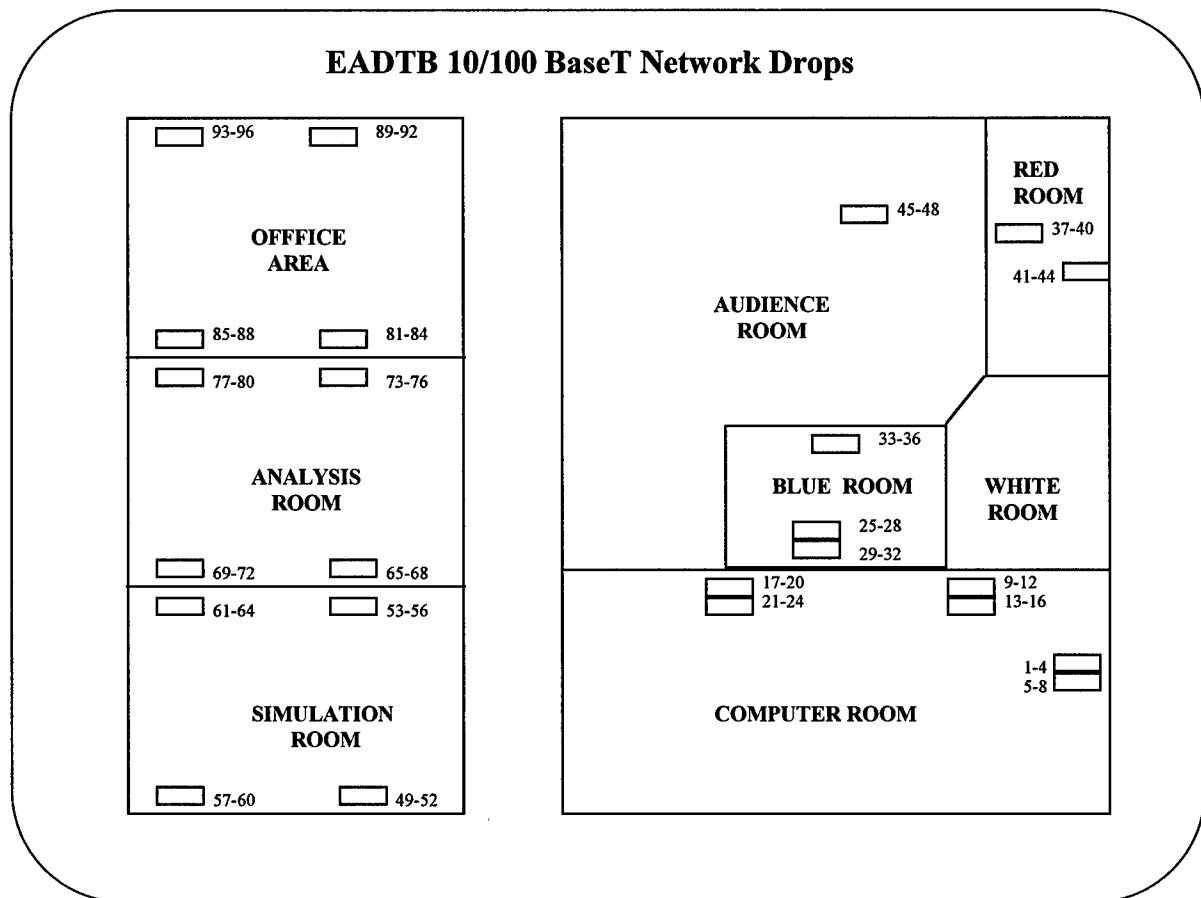 EADTB 10/100 BaseT Network Drops
93-96
89-92
OFFFICE
AREA
85-88
81-84
77-80
73-76
ANALYSIS
ROOM
69-72
65-68
61-64
53-56
SIMULATION
ROOM
57-60
49-52
RED
ROOM
45-48
37-40
41-44
AUDIENCE
ROOM
33-36
BLUE ROOM
25-28
29-32
WHITE
ROOM
17-20
21-24
9-12
13-16
1-4
5-8
COMPUTER ROOM